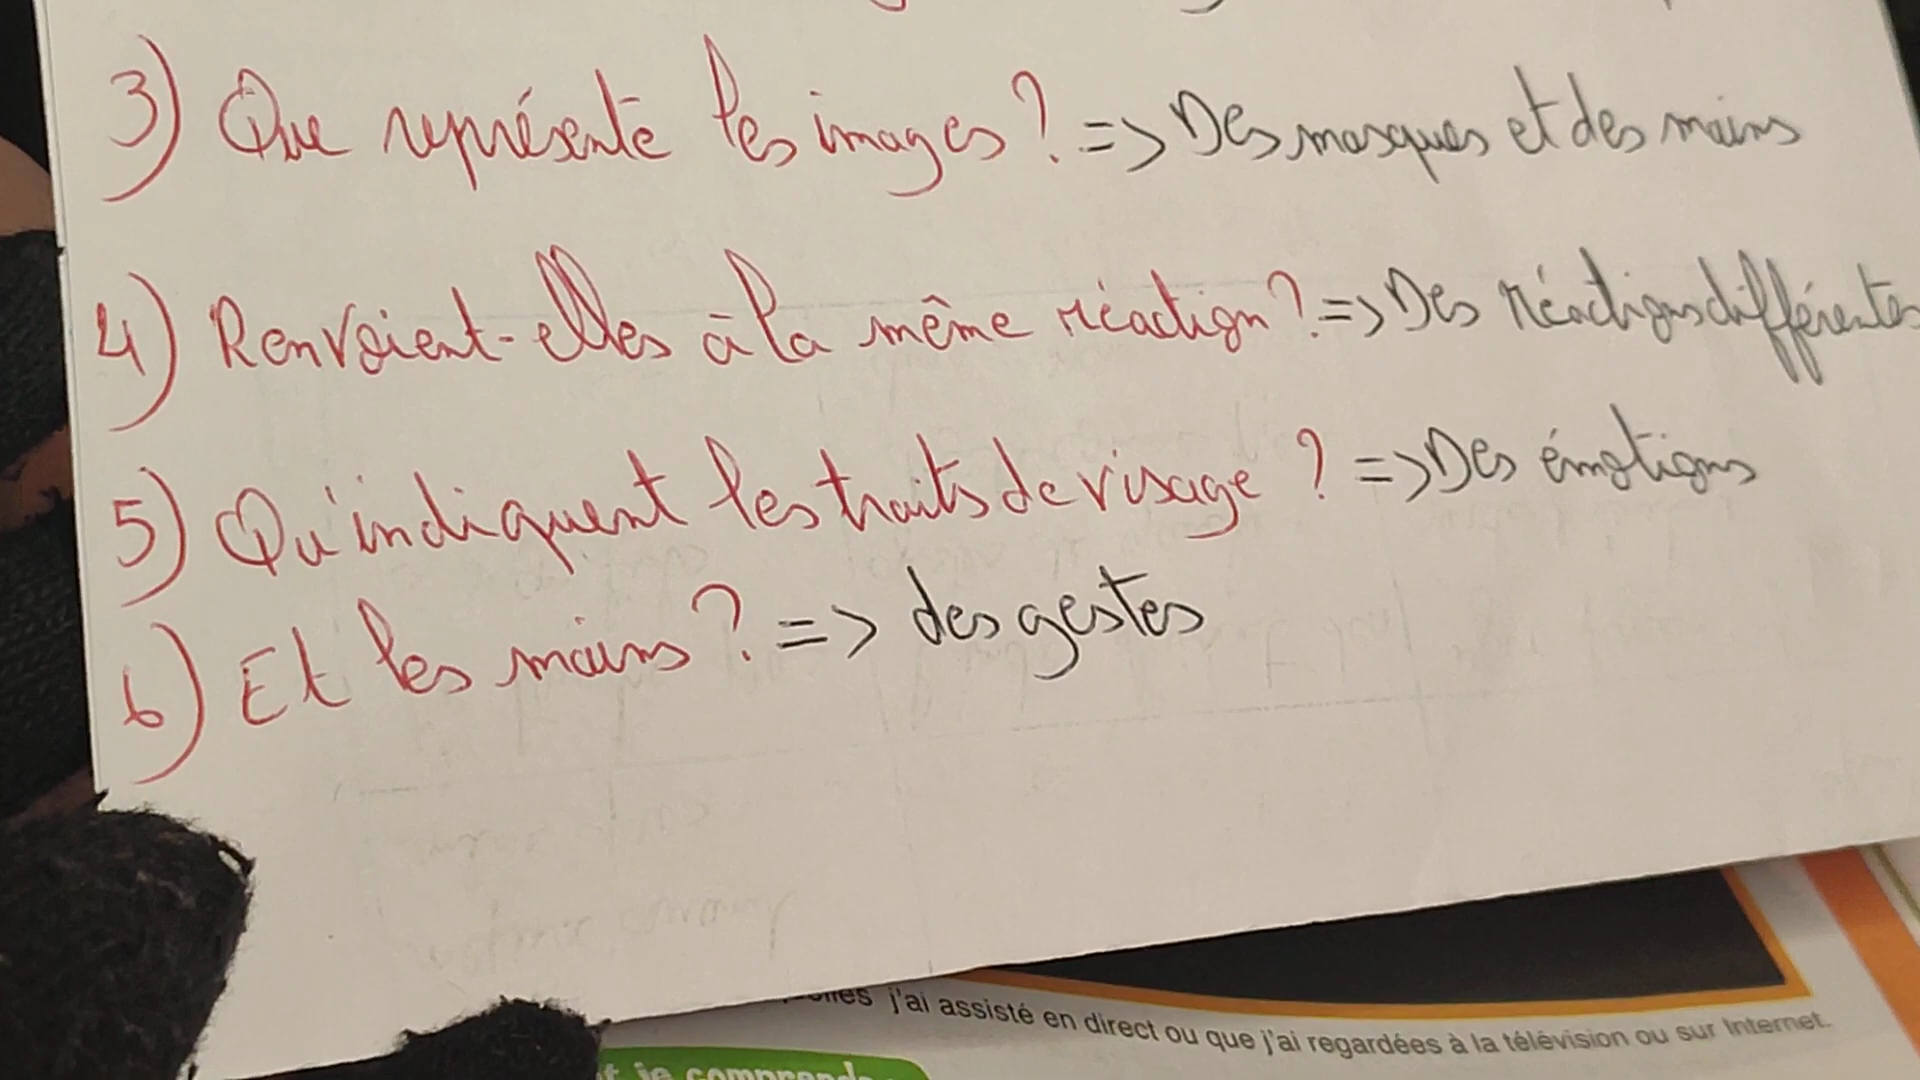 3) Que représente les images ? => Des masques et des mains
4) Renvoient-elles à la même réaction ? => Des réactions différentes
5) Qu'indiquent les traits de visage ? => Des émotions
6) Et les mains ? => des gestes
j'ai assisté en direct ou que j'ai regardées à la télévision ou sur Internet.
je comprends